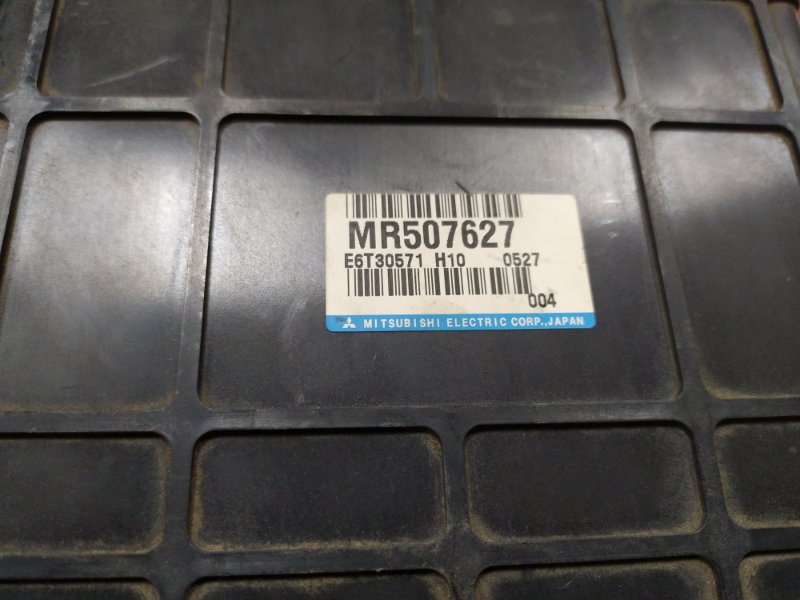 MR507627
E6T30571 H10 0527
004
MITSUBISHI ELECTRIC CORP.,JAPAN